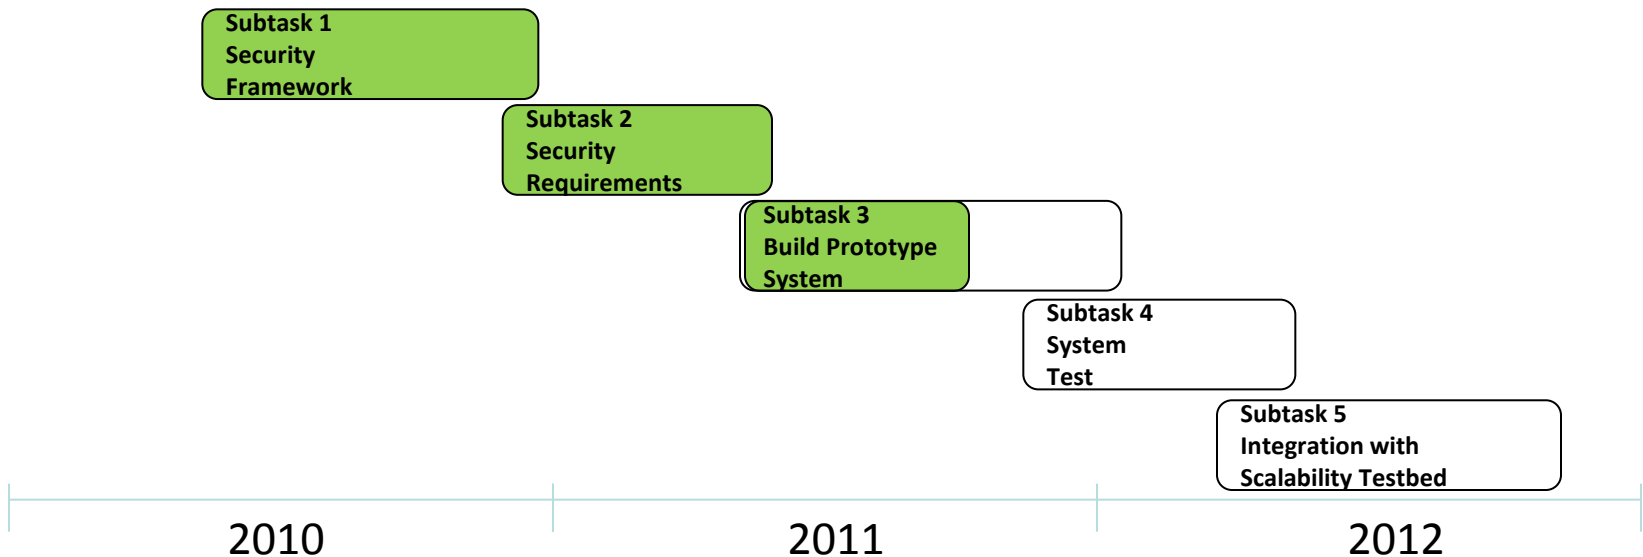 Subtask 1
Security
Framework
Subtask 2
Security
Requirements
Subtask 3
Build Prototype
System
Subtask 4
System
Test
Subtask 5
Integration with
Scalability Testbed
2010
2011
2012